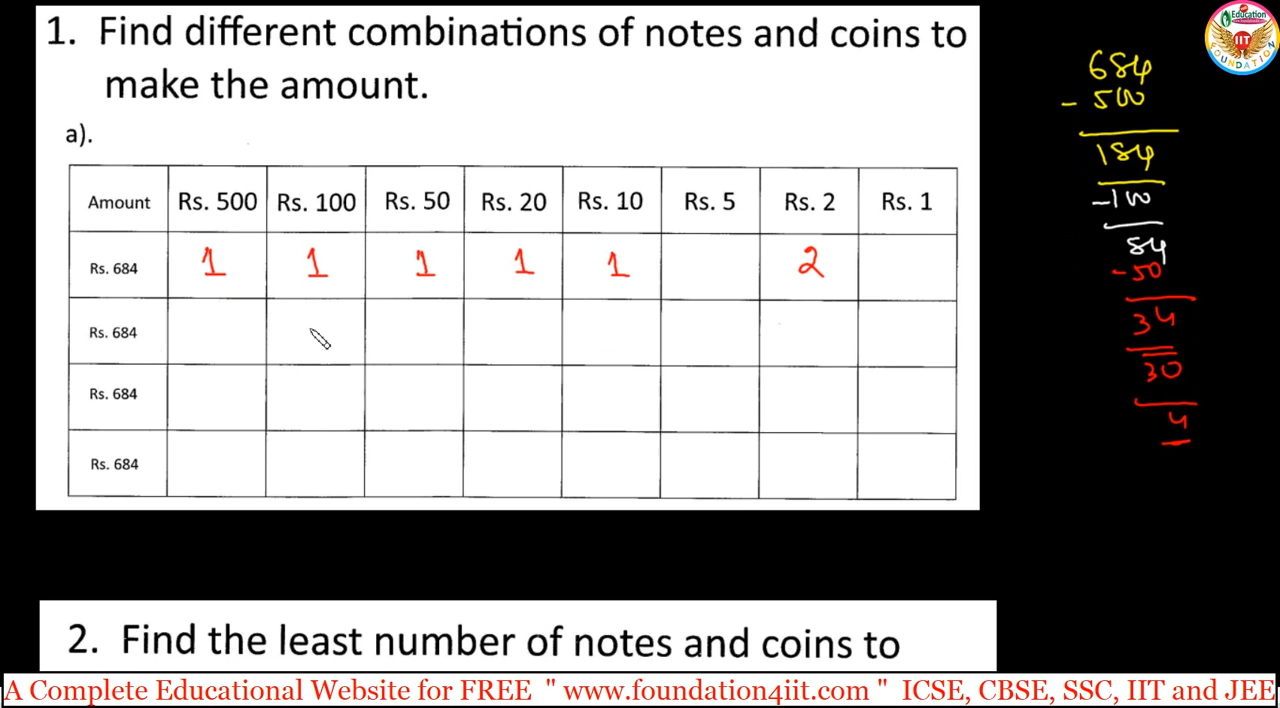 1. Find different combinations of notes and coins to
make the amount.
a).
Amount Rs. 500 Rs. 100 Rs. 50 Rs. 20 Rs. 10 Rs. 5 Rs. 2 Rs. 1
Rs. 684 1 1 1 1 1 2
Rs. 684
Rs. 684
Rs. 684
684
- 500
184
-100
84
- 50
34
30
4
Education
IIT
FOUNDATION
2. Find the least number of notes and coins to
A Complete Educational Website for FREE " www.foundation4iit.com " ICSE, CBSE, SSC, IIT and JEE